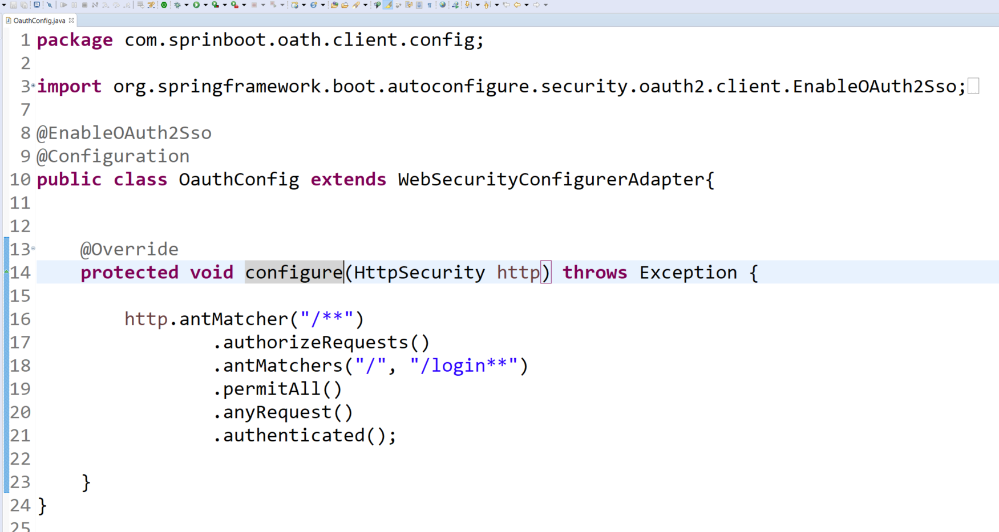 OauthConfig.java
1 package com.sprinboot.oath.client.config;
2
3 import org.springframework.boot.autoconfigure.security.oauth2.client.EnableOAuth2Sso;
7
8 @EnableOAuth2Sso
9 @Configuration
10 public class OauthConfig extends WebSecurityConfigurerAdapter{
11
12
13 @Override
14 protected void configure(HttpSecurity http) throws Exception {
15
16 http.antMatcher("/**")
17 .authorizeRequests()
18 .antMatchers("/", "/login**")
19 .permitAll()
20 .anyRequest()
21 .authenticated();
22
23 }
24 }
25